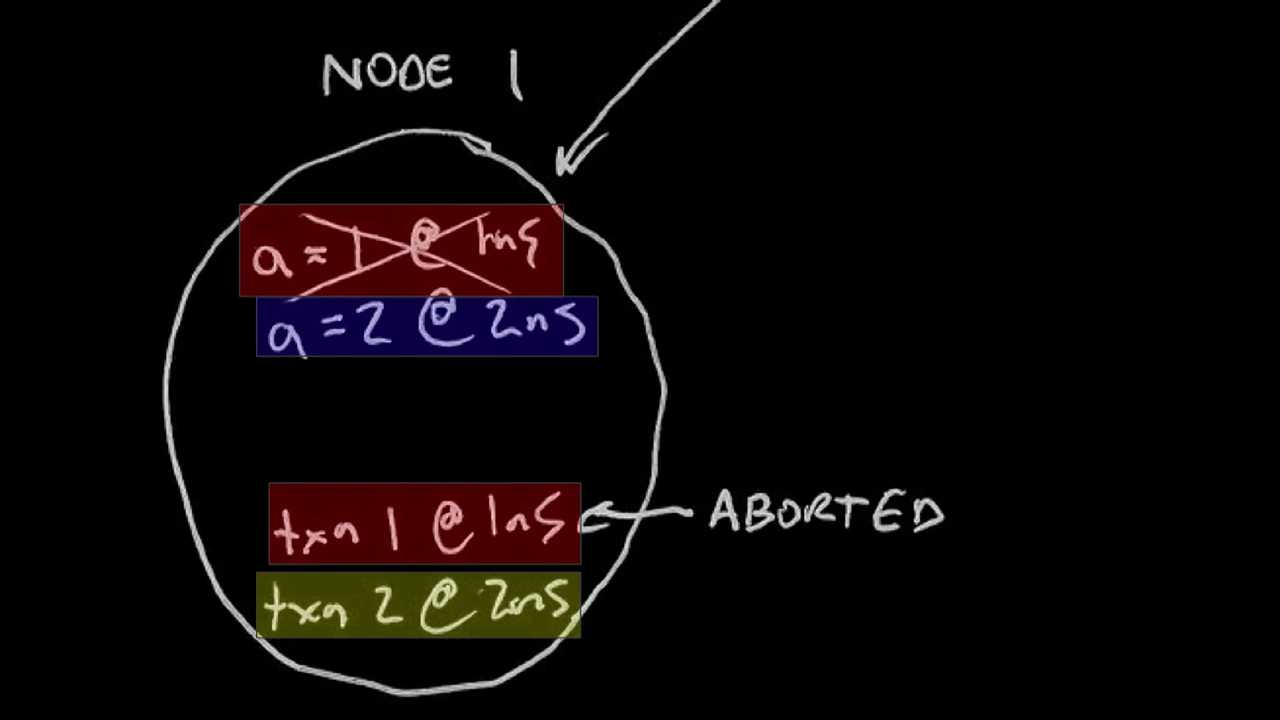 NODE 1
a = 1 @ 1ns
a = 2 @ 2ns
txn 1 @ 1ns
ABORTED
txn 2 @ 2ns